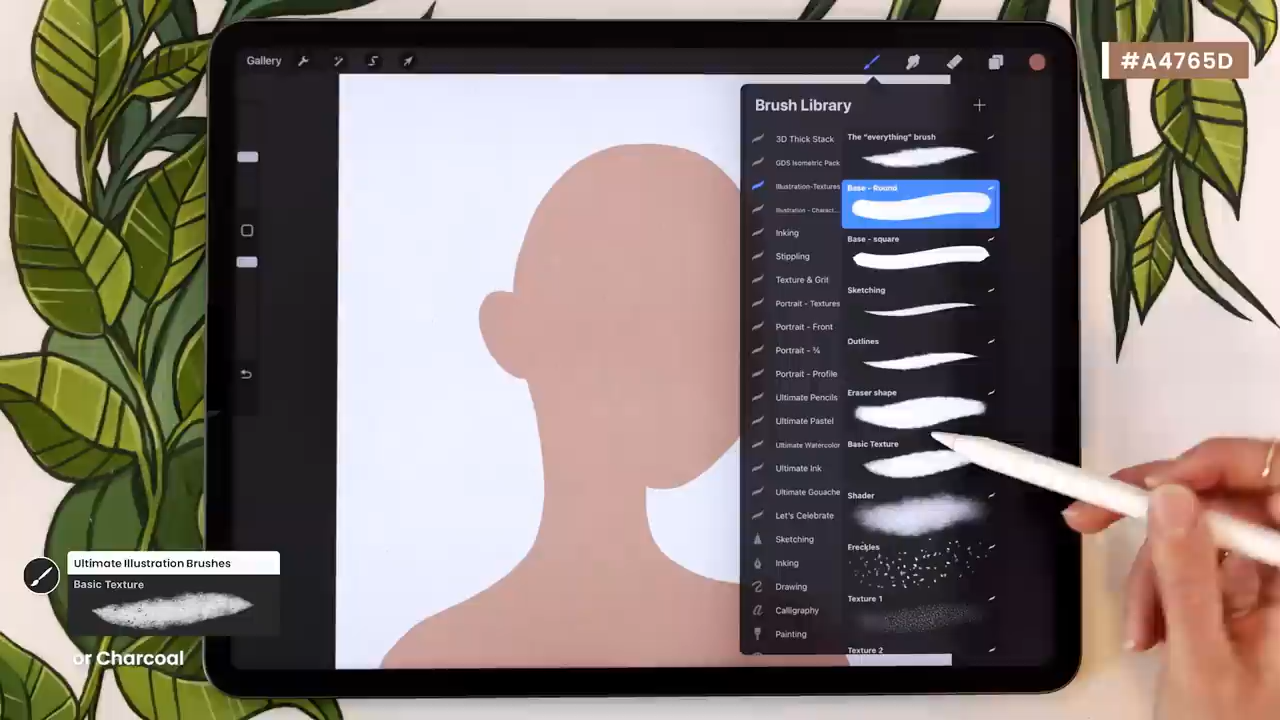 Gallery
#A4765D
Brush Library
3D Thick Stack
GDS Isometric Pack
Illustration-Textures
Illustration - Charact...
Inking
Stippling
Texture & Grit
Portrait - Textures
Portrait - Front
Portrait - ¾
Portrait - Profile
Ultimate Pencils
Ultimate Pastel
Ultimate Watercolor
Ultimate Ink
Ultimate Gouache
Let's Celebrate
Sketching
Inking
Drawing
Calligraphy
Painting
The "everything" brush
Base - Round
Base - square
Sketching
Outlines
Eraser shape
Basic Texture
Shader
Freckles
Texture 1
Texture 2
Ultimate Illustration Brushes
Basic Texture
or Charcoal